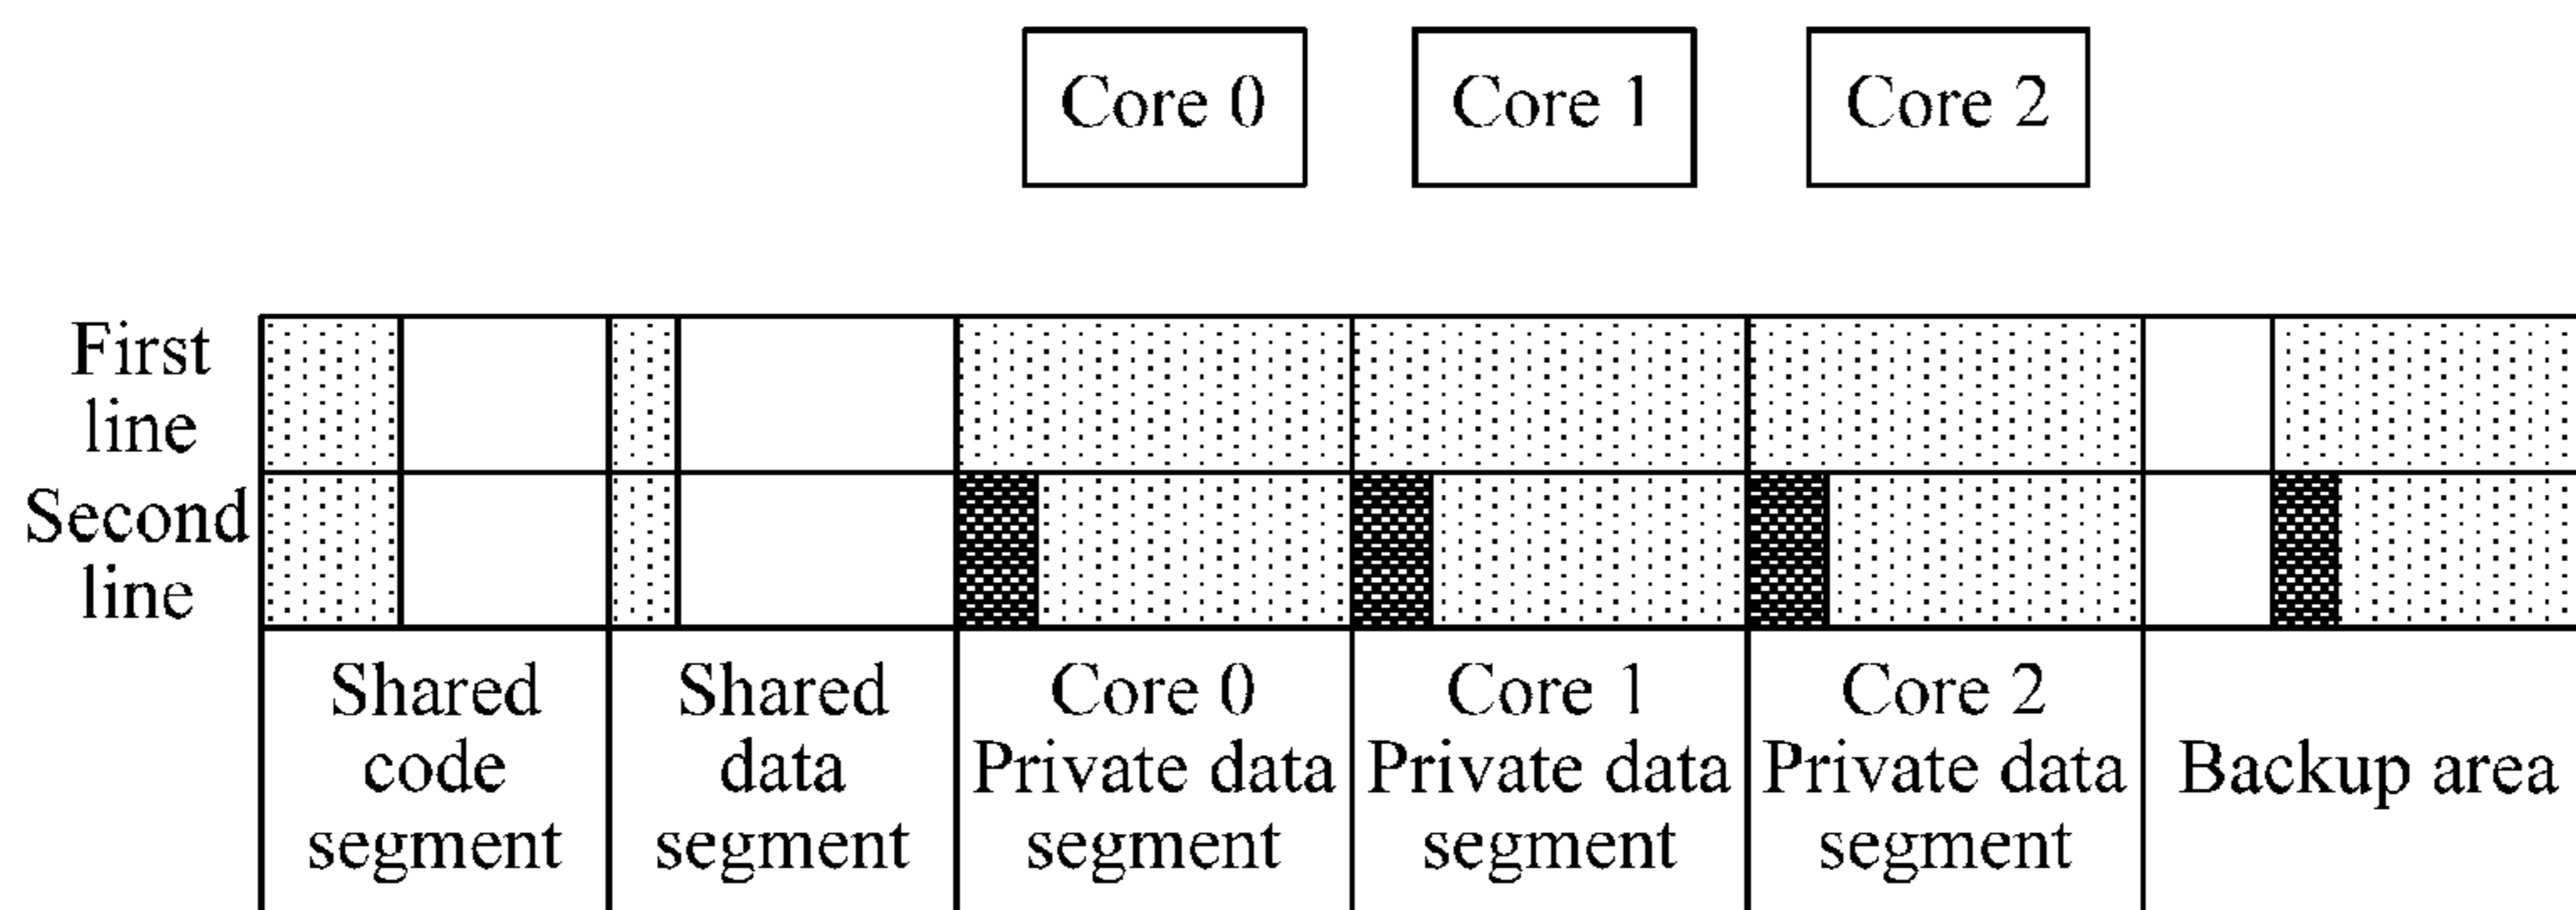 Core 0
Core 1
Core 2
First
line
Second
line
Shared
code
segment
Shared
data
segment
Core 0
Private data
segment
Core 1
Private data
segment
Core 2
Private data
segment
Backup area